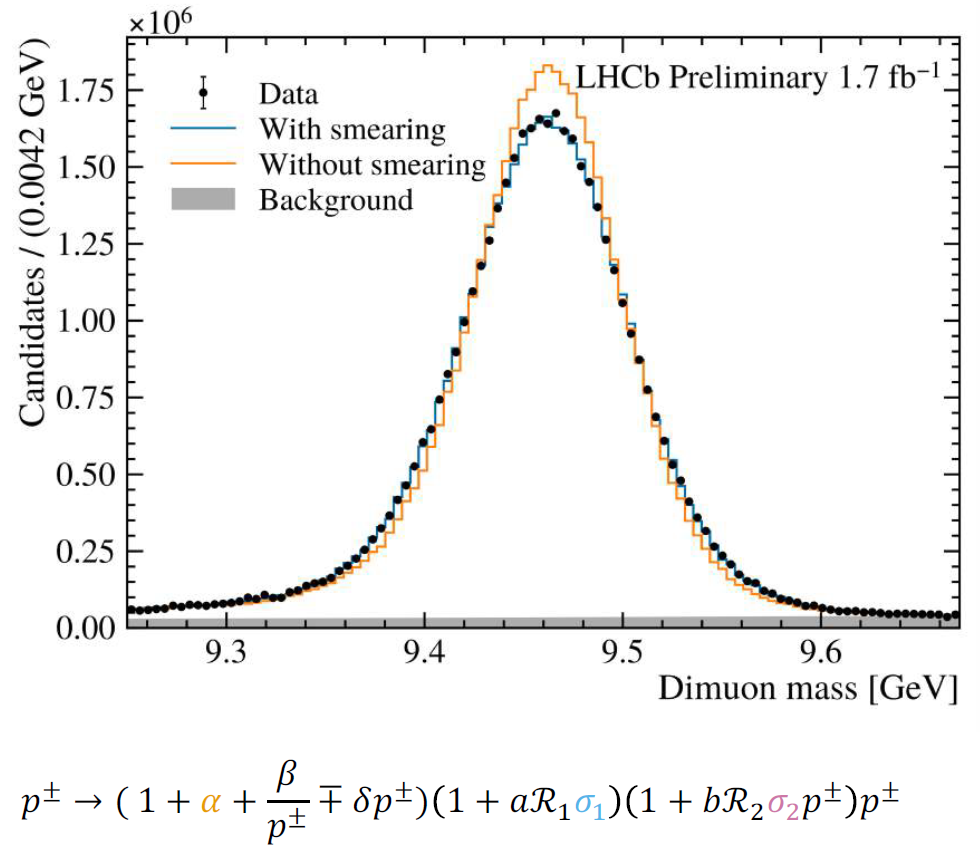 ×10⁶
Candidates / (0.0042 GeV)
1.75
1.50
1.25
1.00
0.75
0.50
0.25
0.00
LHCb Preliminary 1.7 fb⁻¹
Data
With smearing
Without smearing
Background
9.3 9.4 9.5 9.6
Dimuon mass [GeV]
p^± → ( 1 + α + β/p^± ∓ δp^±)(1 + aℛ₁σ₁)(1 + bℛ₂σ₂p^±)p^±